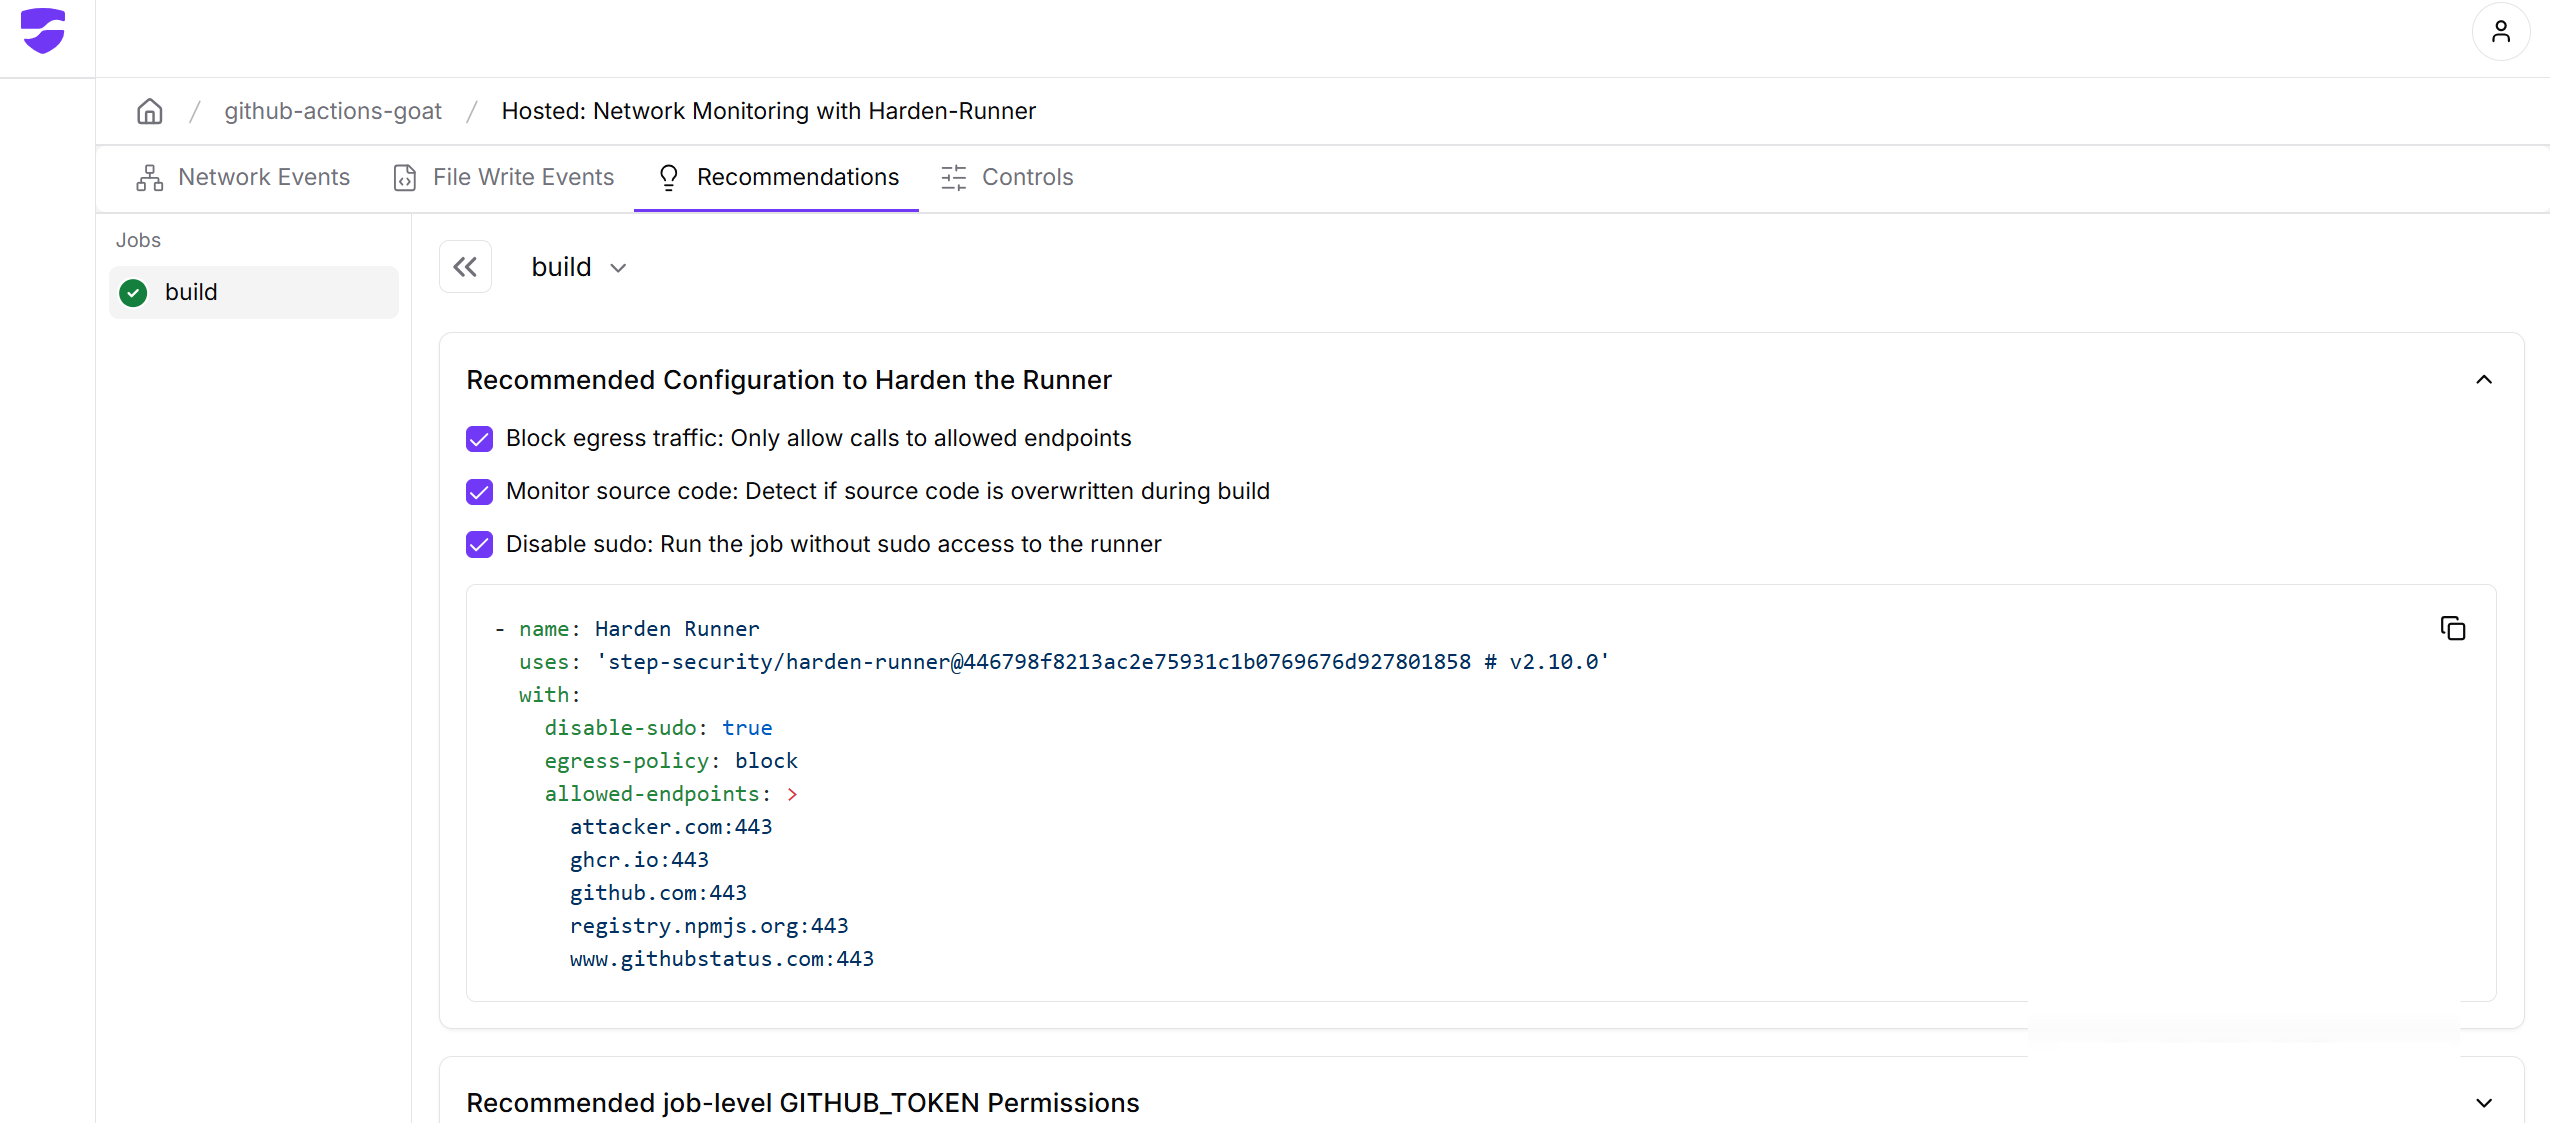 github-actions-goat / Hosted: Network Monitoring with Harden-Runner
Network Events
File Write Events
Recommendations
Controls
Jobs
build
build
Recommended Configuration to Harden the Runner
Block egress traffic: Only allow calls to allowed endpoints
Monitor source code: Detect if source code is overwritten during build
Disable sudo: Run the job without sudo access to the runner
- name: Harden Runner
  uses: 'step-security/harden-runner@446798f8213ac2e75931c1b0769676d927801858 # v2.10.0'
  with:
    disable-sudo: true
    egress-policy: block
    allowed-endpoints: >
      attacker.com:443
      ghcr.io:443
      github.com:443
      registry.npmjs.org:443
      www.githubstatus.com:443
Recommended job-level GITHUB_TOKEN Permissions